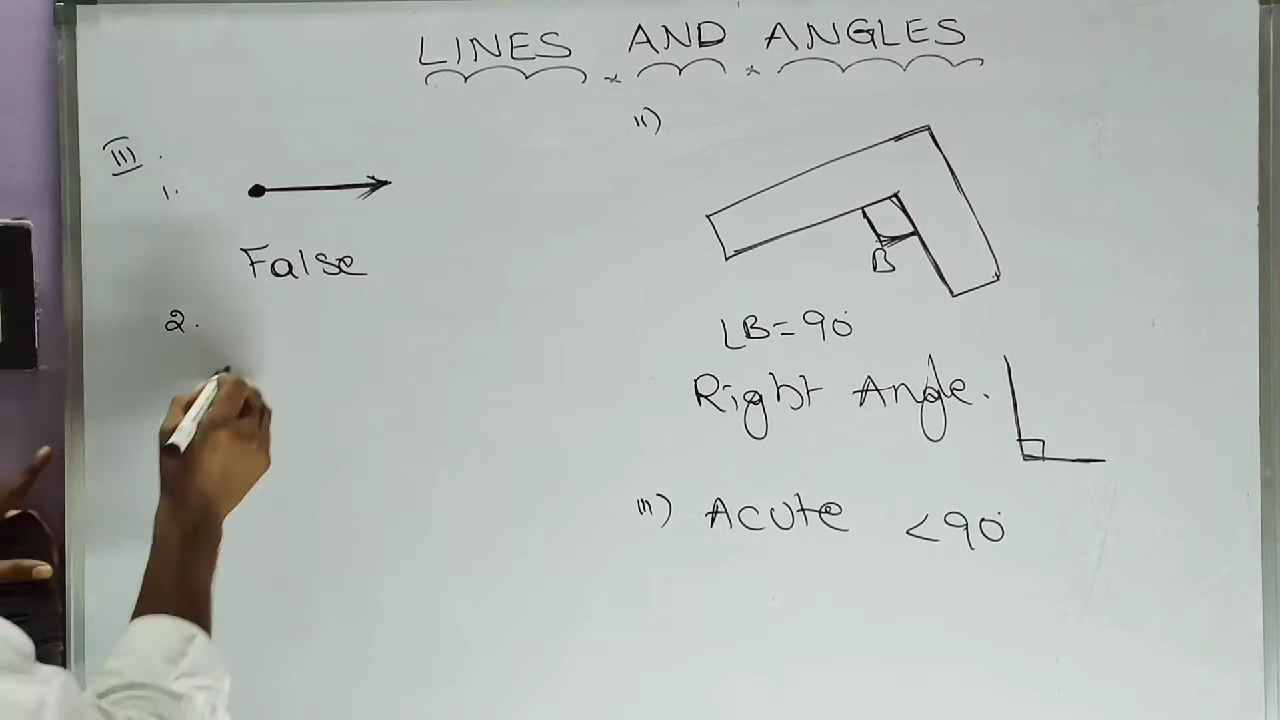 LINES AND ANGLES
III.
1.
False
2.
ii)
B
∟B=90°
Right Angle.
iii) Acute <90°